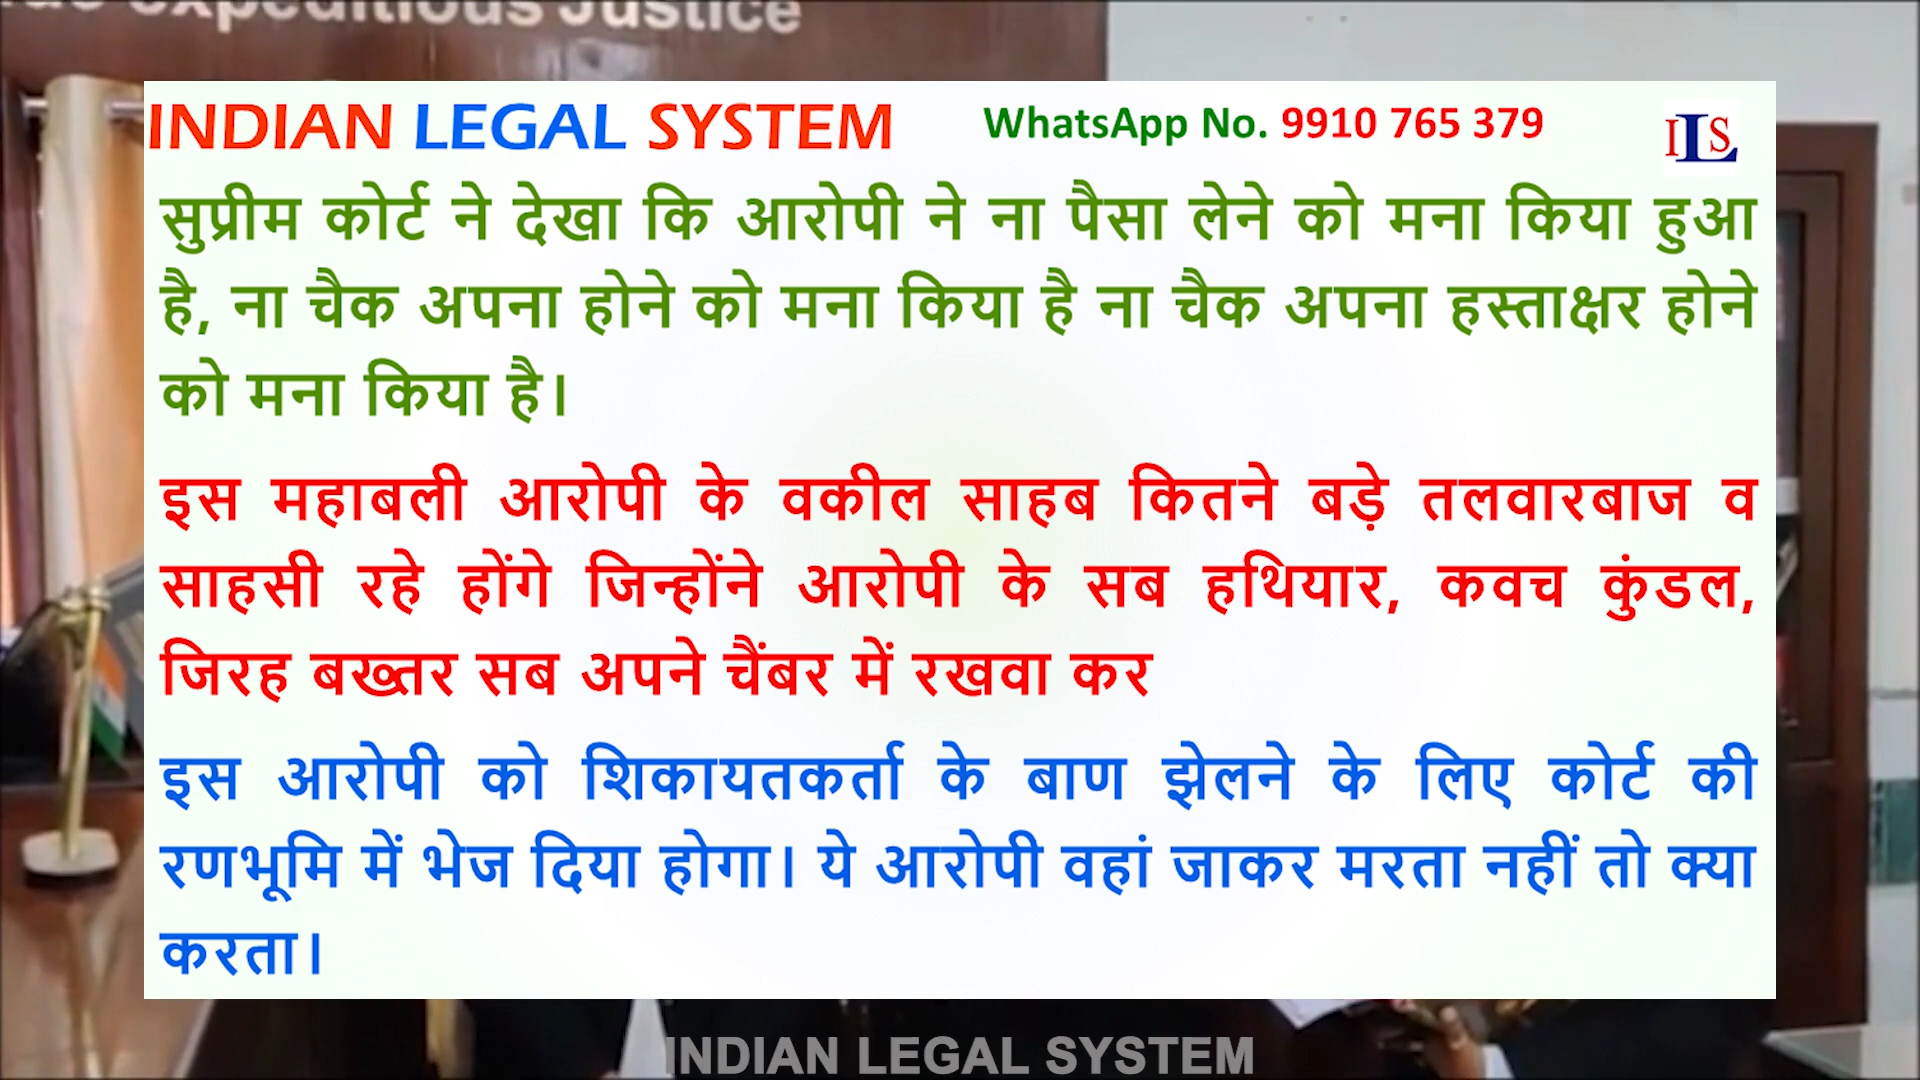 expeditious Justice
INDIAN LEGAL SYSTEM WhatsApp No. 9910 765 379 ILS
सुप्रीम कोर्ट ने देखा कि आरोपी ने ना पैसा लेने को मना किया हुआ
है, ना चैक अपना होने को मना किया है ना चैक अपना हस्ताक्षर होने
को मना किया है।
इस महाबली आरोपी के वकील साहब कितने बड़े तलवारबाज व
साहसी रहे होंगे जिन्होंने आरोपी के सब हथियार, कवच कुंडल,
जिरह बख्तर सब अपने चैंबर में रखवा कर
इस आरोपी को शिकायतकर्ता के बाण झेलने के लिए कोर्ट की
रणभूमि में भेज दिया होगा। ये आरोपी वहां जाकर मरता नहीं तो क्या
करता।
INDIAN LEGAL SYSTEM